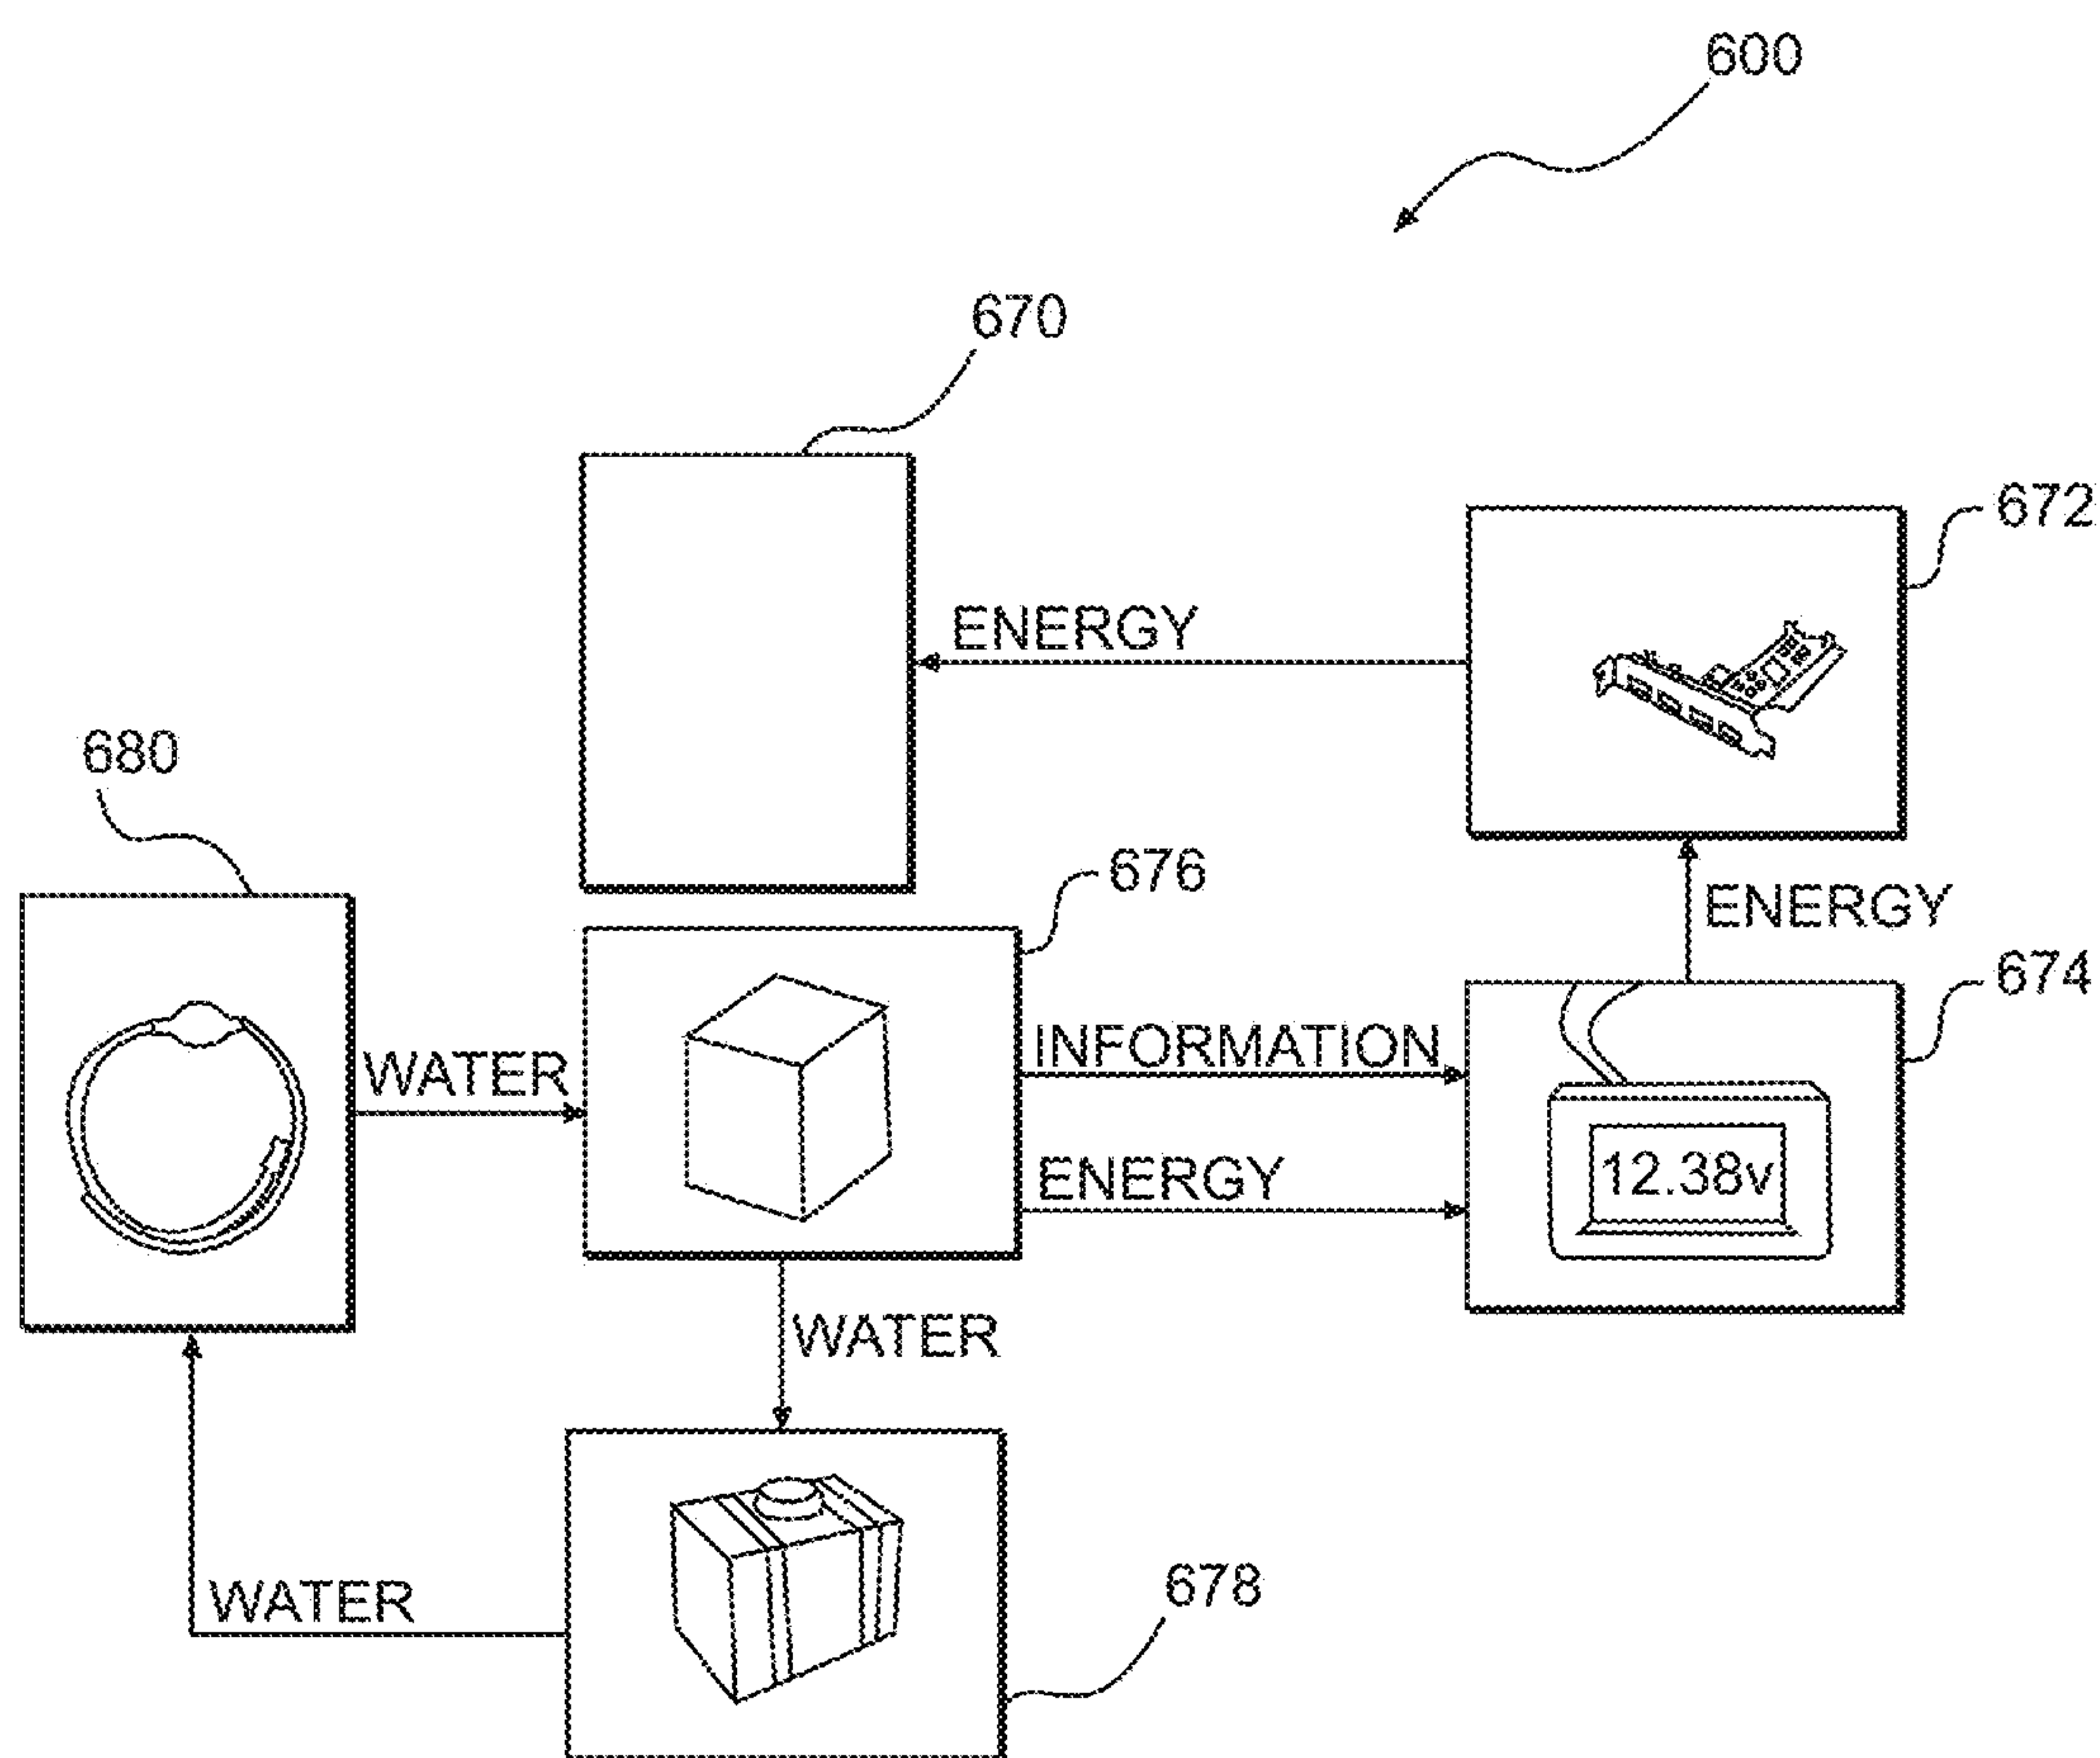 600
670
672
ENERGY
680
676
ENERGY
674
INFORMATION
WATER
ENERGY
12.38v
WATER
678
WATER